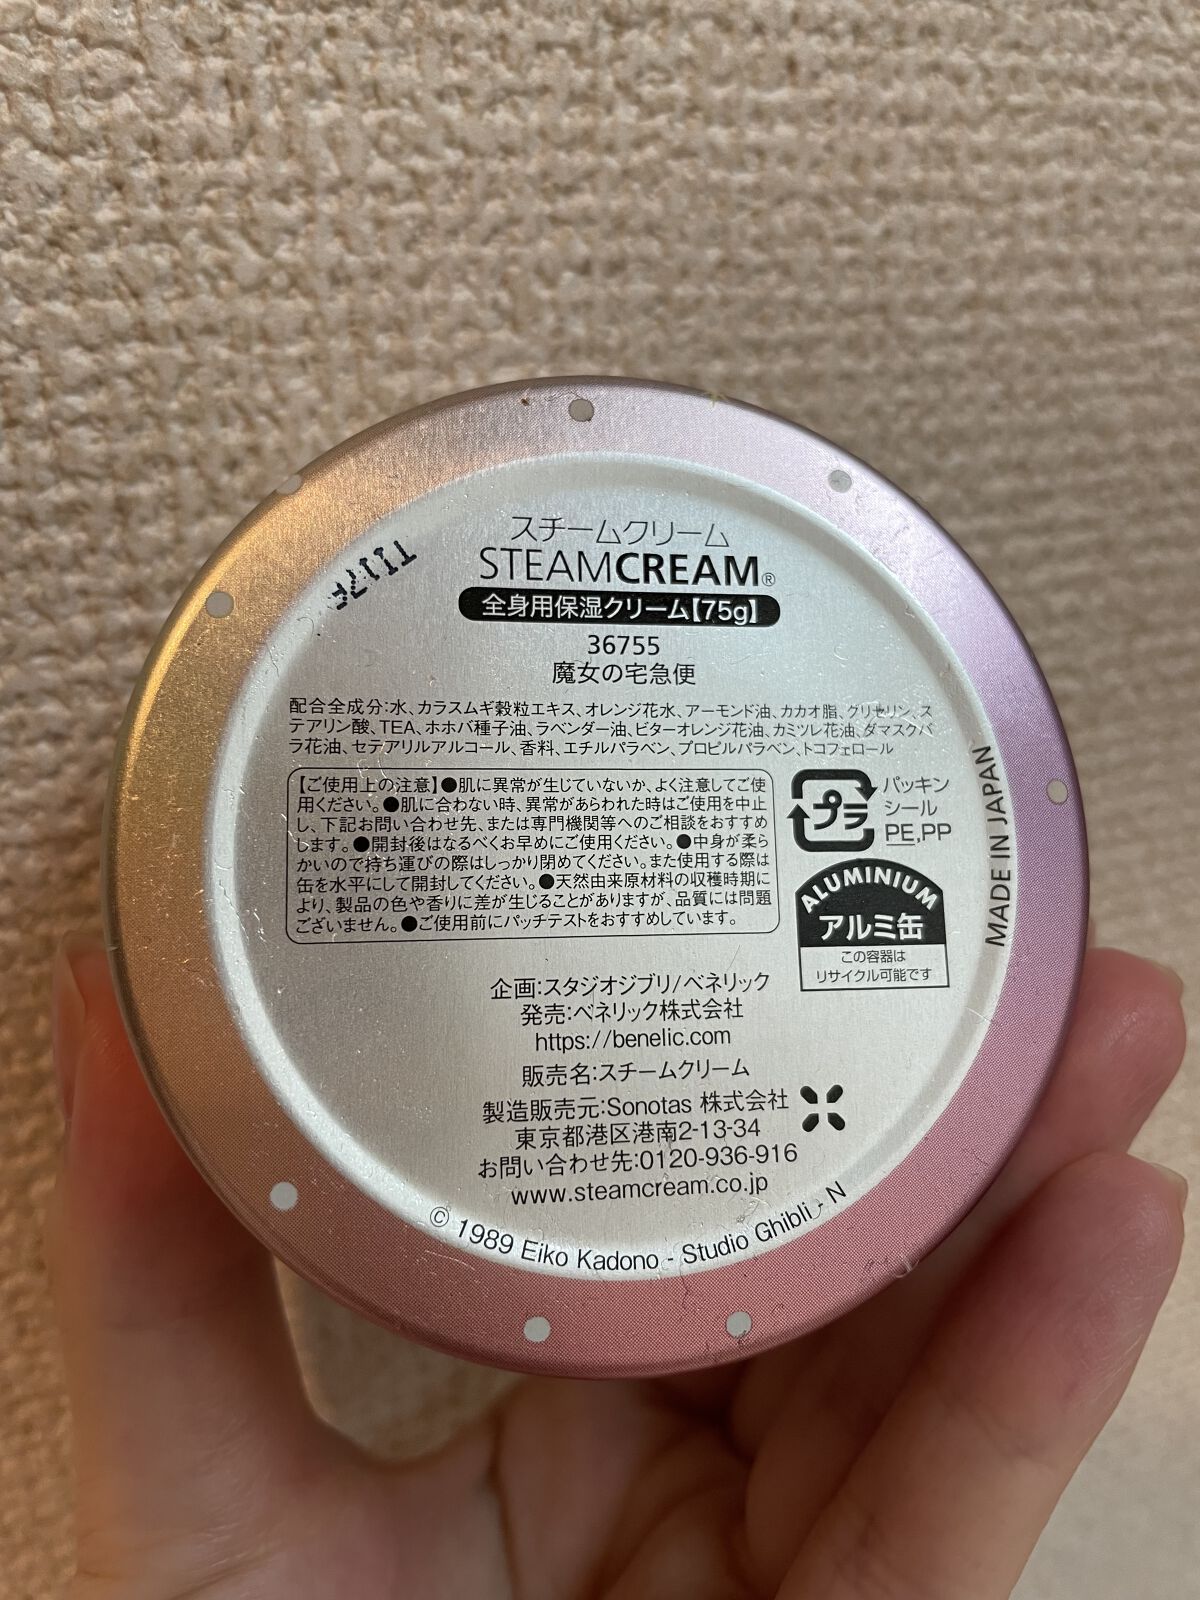 スチームクリーム
STEAMCREAM®
全身用保湿クリーム【75g】
36755
魔女の宅急便
配合全成分:水、カラスムギ穀粒エキス、オレンジ花水、アーモンド油、カカオ脂、グリセリン、ス
テアリン酸、TEA、ホホバ種子油、ラベンダー油、ビターオレンジ花油、カミツレ花油、ダマスクバ
ラ花油、セテアリルアルコール、香料、エチルパラベン、プロピルパラベン、トコフェロール
【ご使用上の注意】●肌に異常が生じていないか、よく注意してご使
用ください。●肌に合わない時、異常があらわれた時はご使用を中止
し、下記お問い合わせ先、または専門機関等へのご相談をおすすめ
します。●開封後はなるべくお早めにご使用ください。●中身が柔ら
かいので持ち運びの際はしっかり閉めてください。また使用する際は
缶を水平にして開封してください。●天然由来原材料の収穫時期に
より、製品の色や香りに差が生じることがありますが、品質には問題
ございません。●ご使用前にパッチテストをおすすめしています。
プラ
パッキン
シール
PE,PP
ALUMINIUM
アルミ缶
この容器は
リサイクル可能です
MADE IN JAPAN
企画:スタジオジブリ/ベネリック
発売:ベネリック株式会社
https://benelic.com
販売名:スチームクリーム
製造販売元:Sonotas 株式会社
東京都港区港南2-13-34
お問い合わせ先:0120-936-916
www.steamcream.co.jp
© 1989 Eiko Kadono - Studio Ghibli - N